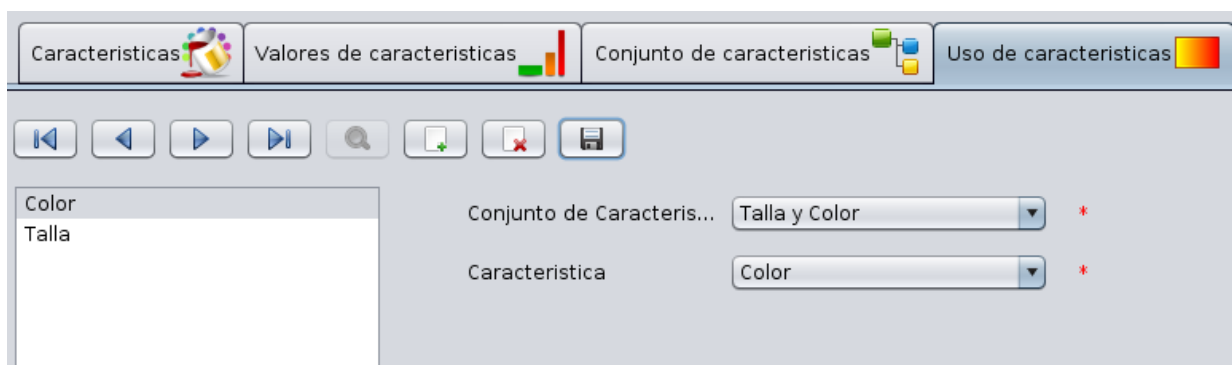 Caracteristicas Valores de caracteristicas Conjunto de caracteristicas Uso de caracteristicas
Color
Talla
Conjunto de Caracteris... Talla y Color *
Caracteristica Color *